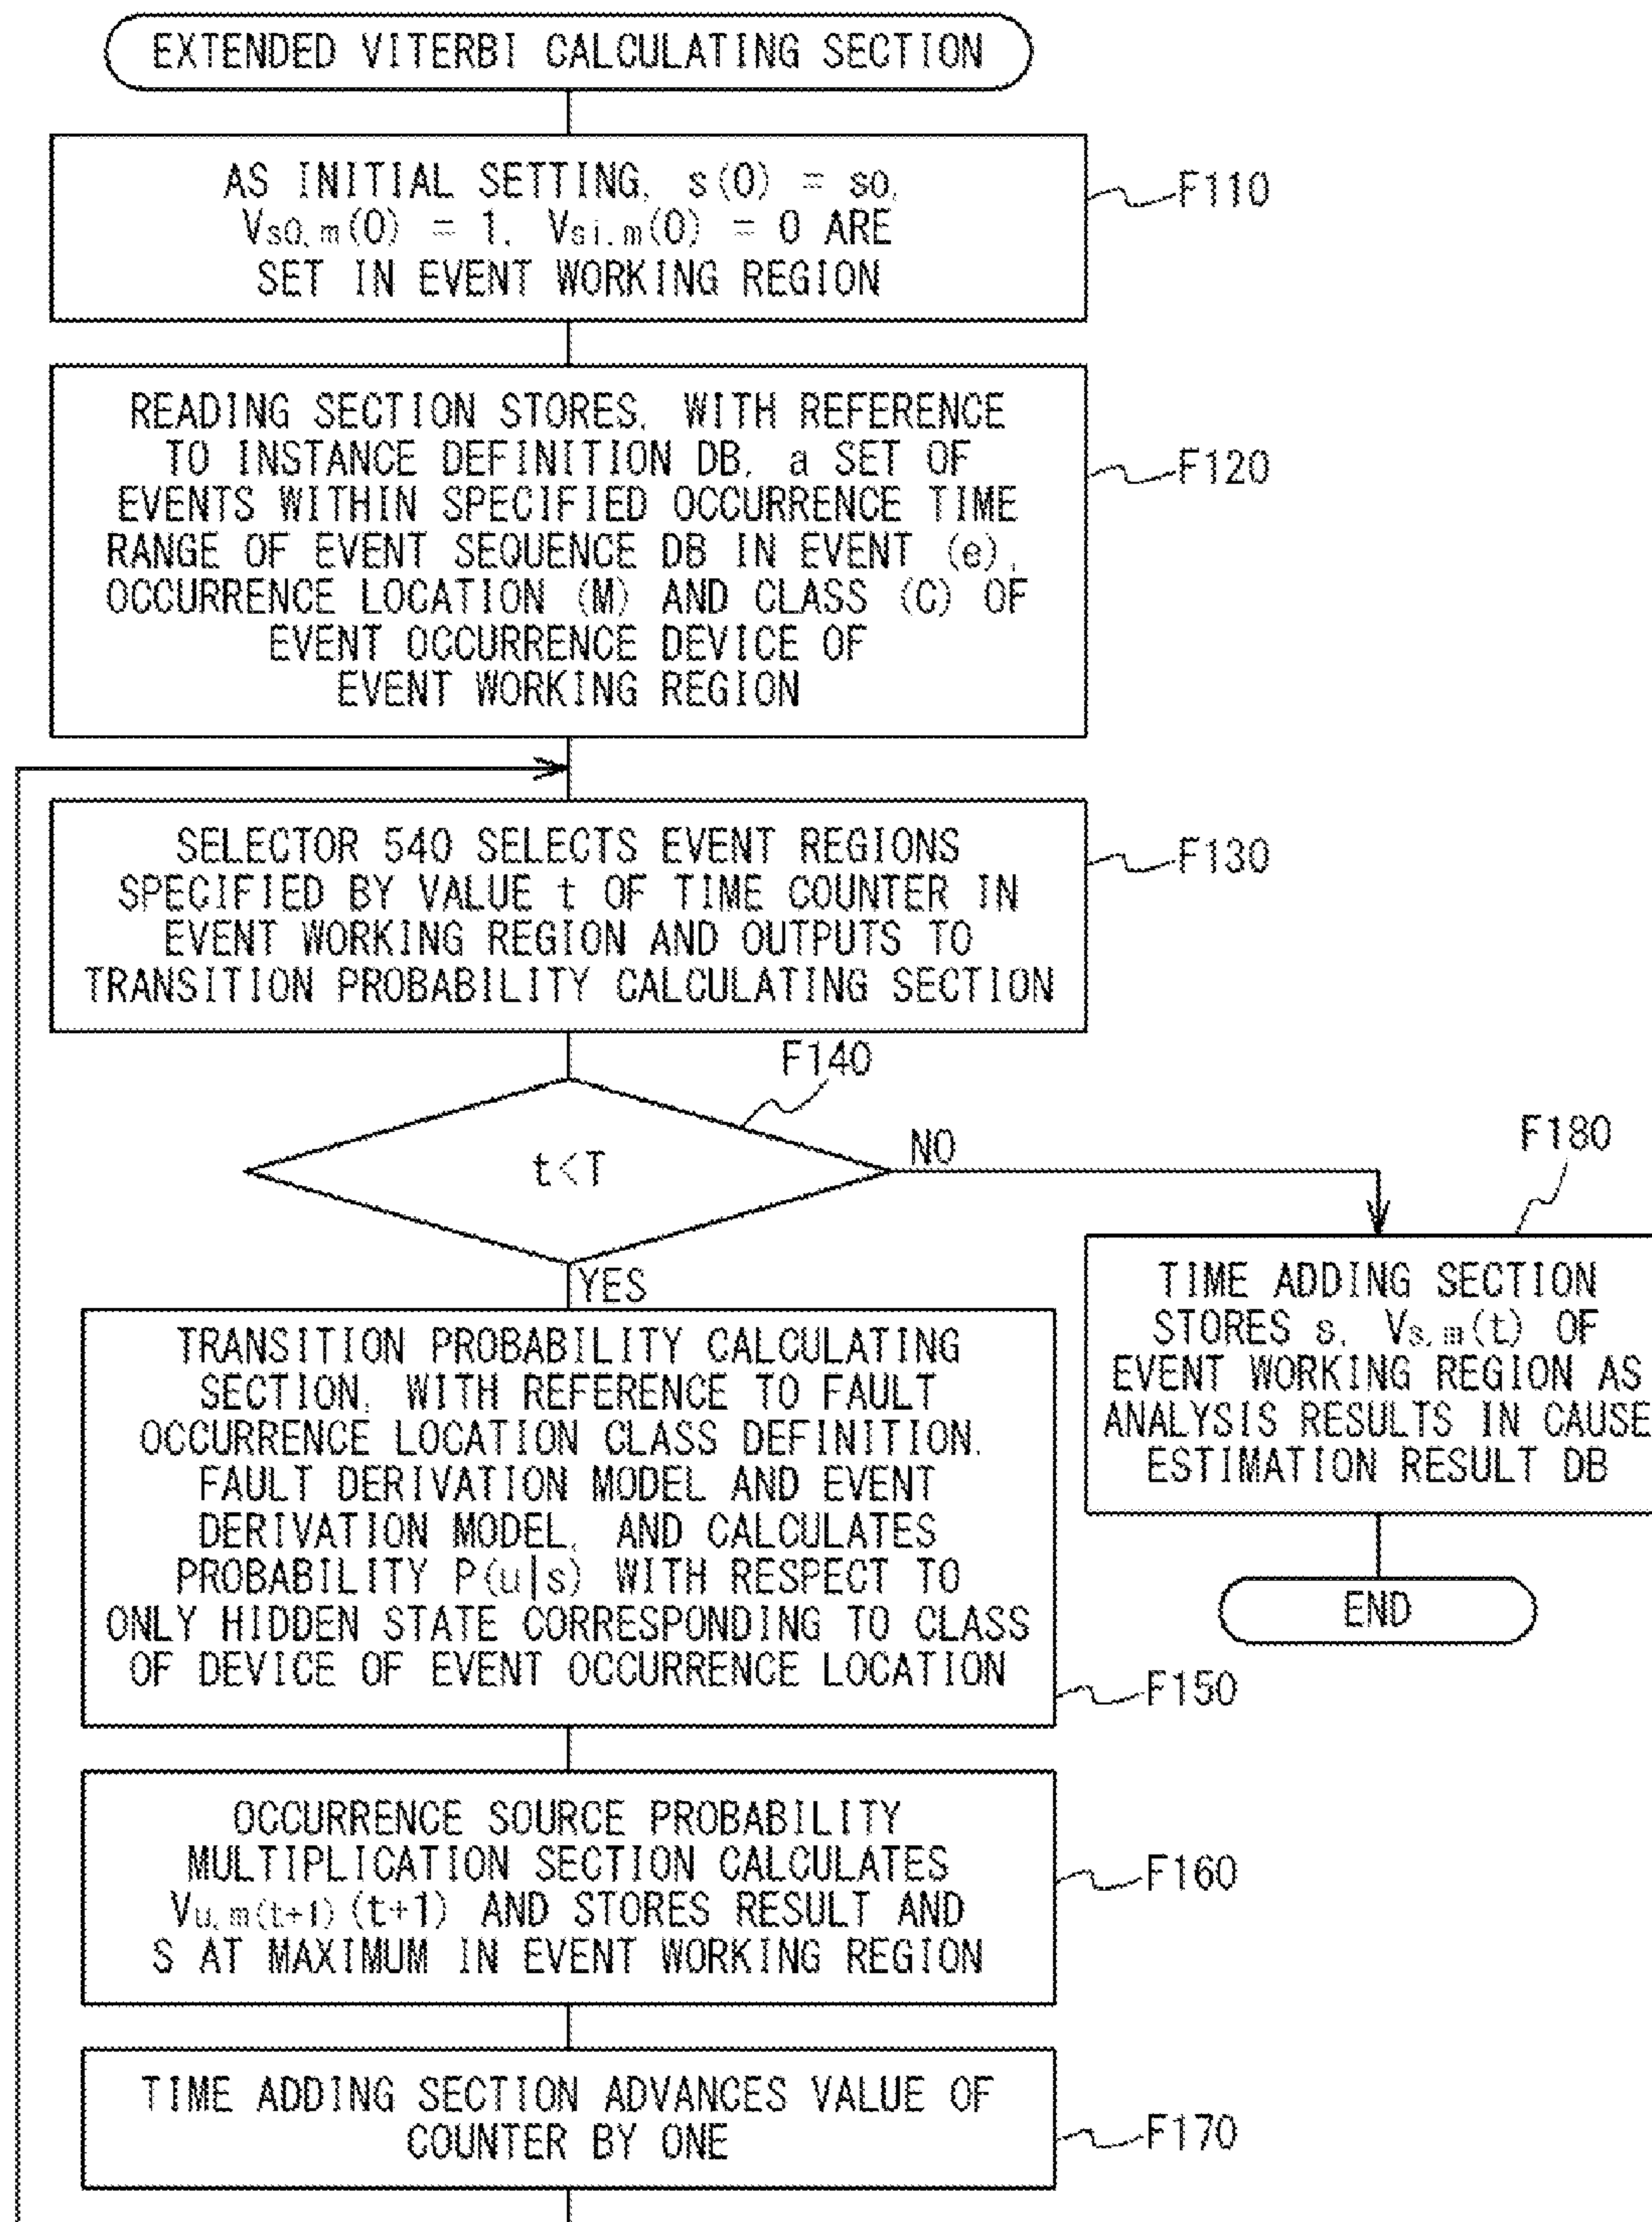 EXTENDED VITERBI CALCULATING SECTION
AS INITIAL SETTING, s(0) = s0,
Vs0,m(0) = 1, Vsi,m(0) = 0 ARE
SET IN EVENT WORKING REGION
F110
READING SECTION STORES, WITH REFERENCE
TO INSTANCE DEFINITION DB, a SET OF
EVENTS WITHIN SPECIFIED OCCURRENCE TIME
RANGE OF EVENT SEQUENCE DB IN EVENT (e),
OCCURRENCE LOCATION (M) AND CLASS (C) OF
EVENT OCCURRENCE DEVICE OF
EVENT WORKING REGION
F120
SELECTOR 540 SELECTS EVENT REGIONS
SPECIFIED BY VALUE t OF TIME COUNTER IN
EVENT WORKING REGION AND OUTPUTS TO
TRANSITION PROBABILITY CALCULATING SECTION
F130
F140
t<T
NO
YES
F180
TIME ADDING SECTION
STORES s, Vs,m(t) OF
EVENT WORKING REGION AS
ANALYSIS RESULTS IN CAUSE
ESTIMATION RESULT DB
END
TRANSITION PROBABILITY CALCULATING
SECTION, WITH REFERENCE TO FAULT
OCCURRENCE LOCATION CLASS DEFINITION,
FAULT DERIVATION MODEL AND EVENT
DERIVATION MODEL, AND CALCULATES
PROBABILITY P(u|s) WITH RESPECT TO
ONLY HIDDEN STATE CORRESPONDING TO CLASS
OF DEVICE OF EVENT OCCURRENCE LOCATION
F150
OCCURRENCE SOURCE PROBABILITY
MULTIPLICATION SECTION CALCULATES
Vu,m(t+1)(t+1) AND STORES RESULT AND
S AT MAXIMUM IN EVENT WORKING REGION
F160
TIME ADDING SECTION ADVANCES VALUE OF
COUNTER BY ONE
F170